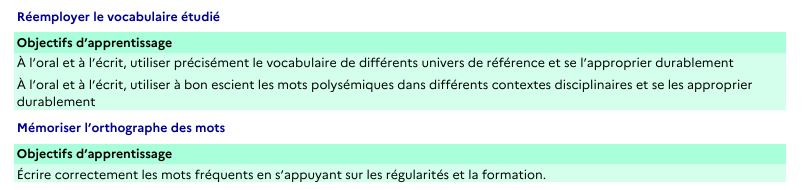 Réemployer le vocabulaire étudié
Objectifs d’apprentissage
À l’oral et à l’écrit, utiliser précisément le vocabulaire de différents univers de référence et se l’approprier durablement
À l’oral et à l’écrit, utiliser à bon escient les mots polysémiques dans différents contextes disciplinaires et se les approprier
durablement
Mémoriser l’orthographe des mots
Objectifs d’apprentissage
Écrire correctement les mots fréquents en s’appuyant sur les régularités et la formation.